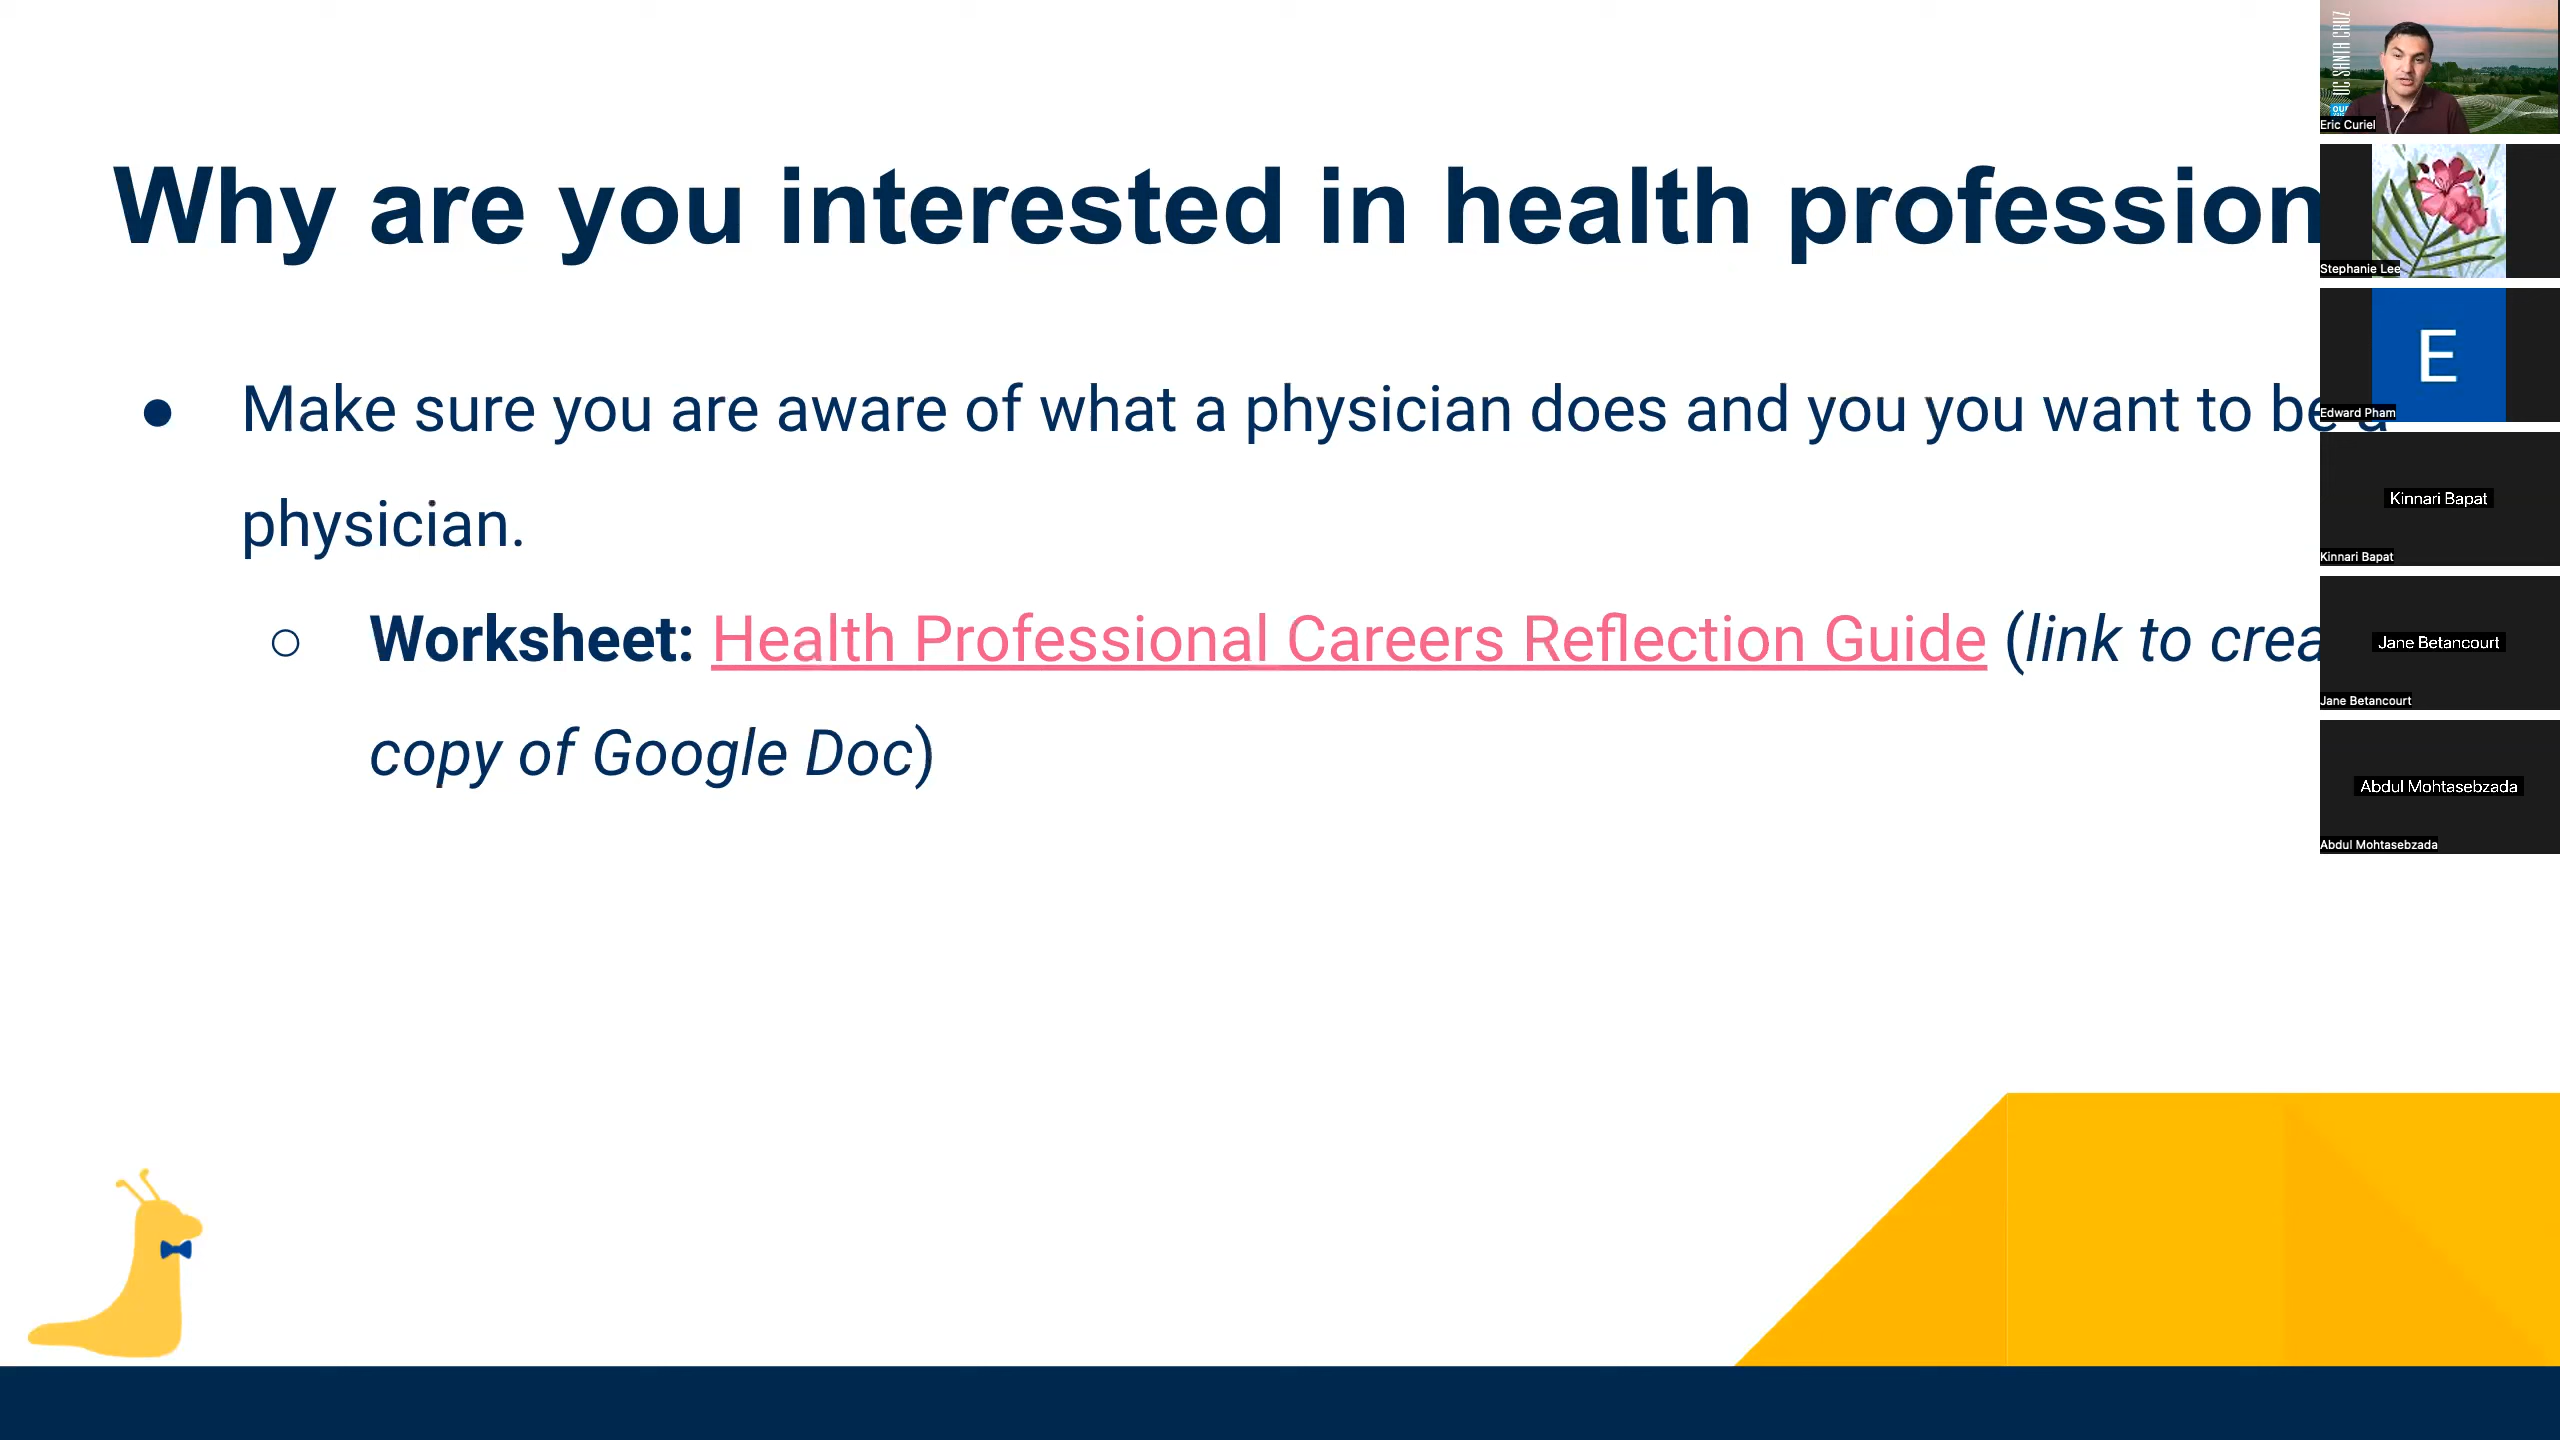 Why are you interested in health profession
● Make sure you are aware of what a physician does and you you want to be a
physician.
○ Worksheet: Health Professional Careers Reflection Guide (link to crea
copy of Google Doc)
UC SANTA CRUZ
OUR
Eric Curiel
Stephanie Lee
E
Edward Pham
Kinnari Bapat
Kinnari Bapat
Jane Betancourt
Jane Betancourt
Abdul Mohtasebzada
Abdul Mohtasebzada